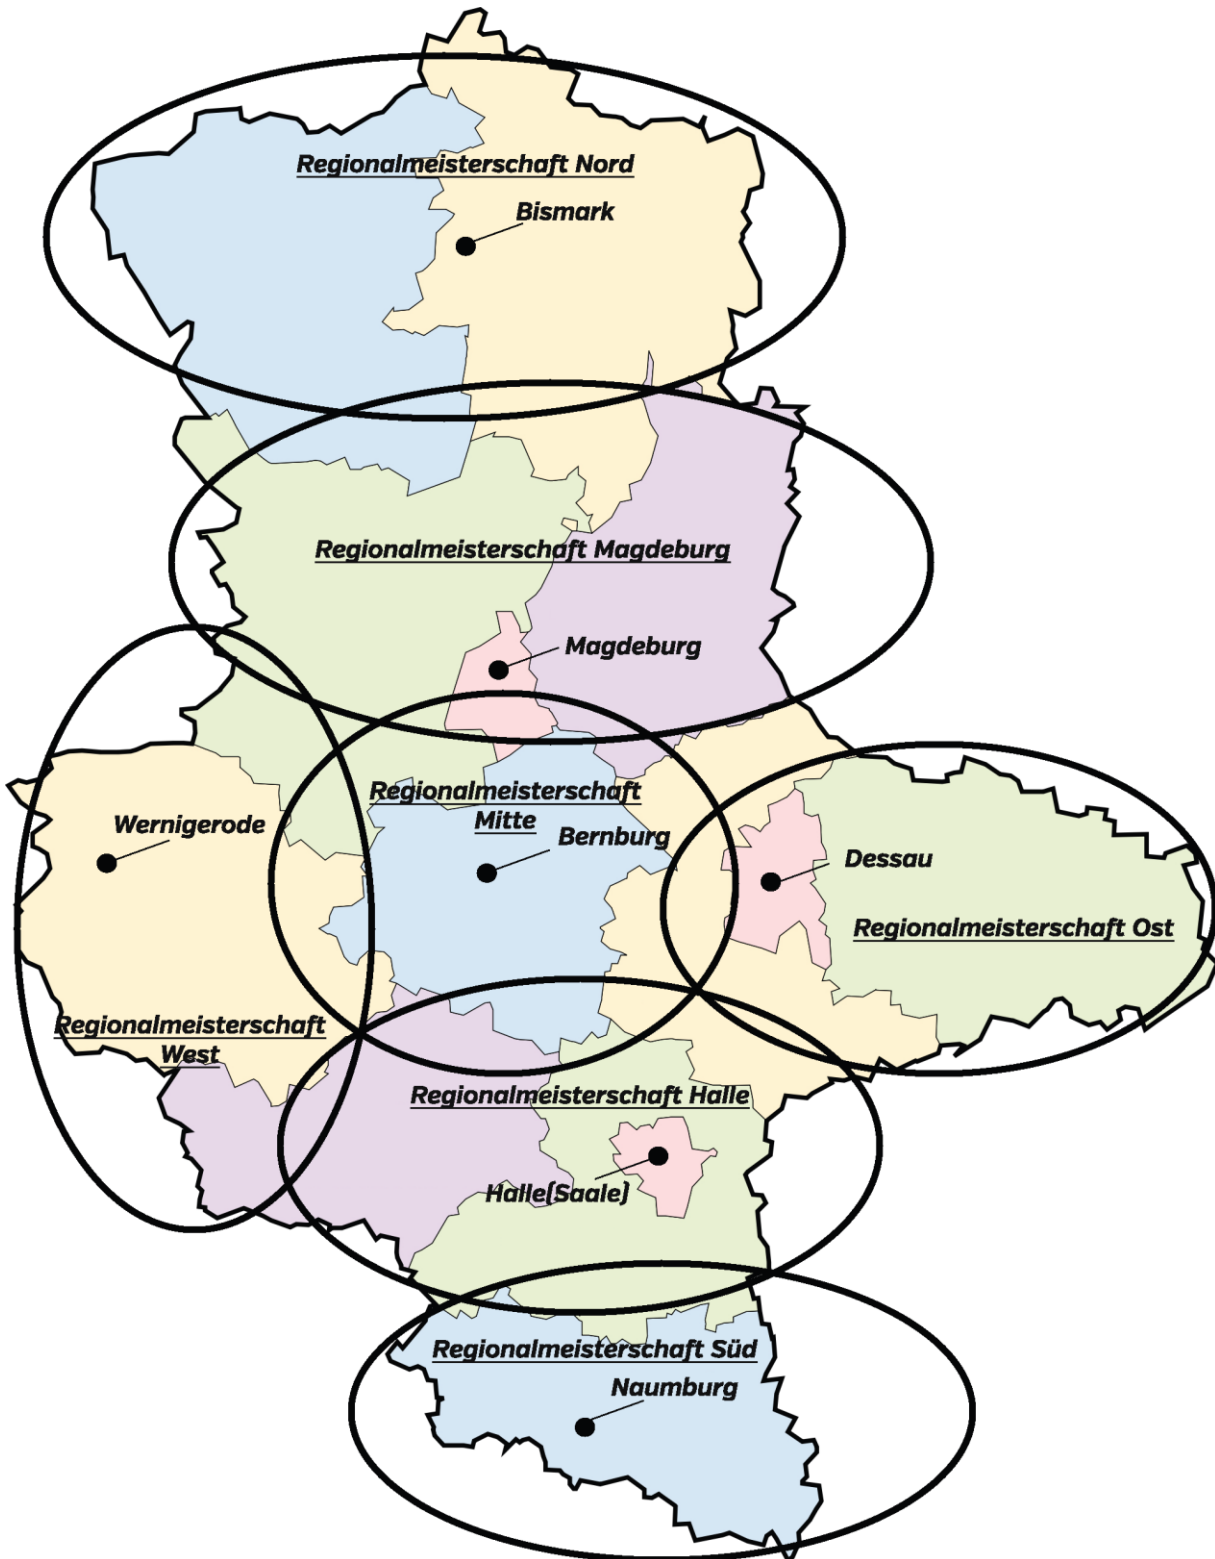 Regionalmeisterschaft Nord
Bismark
Regionalmeisterschaft Magdeburg
Magdeburg
Regionalmeisterschaft
Mitte
Wernigerode
Bernburg
Dessau
Regionalmeisterschaft Ost
Regionalmeisterschaft
West
Regionalmeisterschaft Halle
Halle(Saale)
Regionalmeisterschaft Süd
Naumburg